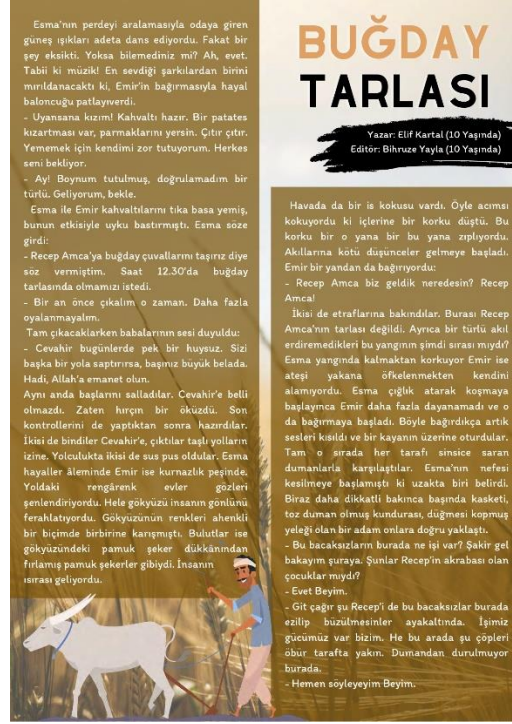 BUĞDAY
TARLASI
Yazar: Elif Kartal (10 Yaşında)
Editör: Bihruze Yayla (10 Yaşında)
Esma'nın perdeyi aralamasıyla odaya giren
güneş ışıkları adeta dans ediyordu. Fakat bir
şey eksikti. Yoksa bilemediniz mi? Ah, evet.
Tabii ki müzik! En sevdiği şarkılardan birini
mırıldanacaktı ki, Emir'in bağırmasıyla hayal
baloncuğu patlayıverdi.
- Uyansana kızım! Kahvaltı hazır. Bir patates
kızartması var, parmaklarını yersin. Çıtır çıtır.
Yememek için kendimi zor tutuyorum. Herkes
seni bekliyor.
- Ay! Boynum tutulmuş, doğrulamadım bir
türlü. Geliyorum, bekle.
Esma ile Emir kahvaltılarını tıka basa yemiş,
bunun etkisiyle uyku bastırmıştı. Esma söze
girdi:
- Recep Amca'ya buğday çuvallarını taşırız diye
söz vermiştim. Saat 12.30'da buğday
tarlasında olmamızı istedi.
- Bir an önce çıkalım o zaman. Daha fazla
oyalanmayalım.
Tam çıkacaklarken babalarının sesi duyuldu:
- Cevahir bugünlerde pek bir huysuz. Sizi
başka bir yola saptırırsa, başınız büyük belada.
Hadi, Allah'a emanet olun.
Aynı anda başlarını salladılar. Cevahir'e belli
olmazdı. Zaten hırçın bir öküzdü. Son
kontrollerini de yaptıktan sonra hazırdılar.
İkisi de bindiler Cevahir'e, çıktılar taşlı yolların
izine. Yolculukta ikisi de sus pus oldular. Esma
hayaller âleminde Emir ise kurnazlık peşinde.
Yoldaki rengârenk evler gözleri
şenlendiriyordu. Hele gökyüzü insanın gönlünü
ferahlatıyordu. Gökyüzünün renkleri ahenkli
bir biçimde birbirine karışmıştı. Bulutlar ise
gökyüzündeki pamuk şeker dükkânından
fırlamış pamuk şekerler gibiydi. İnsanın
ısırası geliyordu.
Havada da bir is kokusu vardı. Öyle acımsı
kokuyordu ki içlerine bir korku düştü. Bu
korku bir o yana bir bu yana zıplıyordu.
Akıllarına kötü düşünceler gelmeye başladı.
Emir bir yandan da bağırıyordu:
- Recep Amca biz geldik neredesin? Recep
Amca!
İkisi de etraflarına bakındılar. Burası Recep
Amca'nın tarlası değildi. Ayrıca bir türlü akıl
erdiremedikleri bu yangının şimdi sırası mıydı?
Esma yangında kalmaktan korkuyor Emir ise
ateşi yakana öfkelenmekten kendini
alamıyordu. Esma çığlık atarak koşmaya
başlayınca Emir daha fazla dayanamadı ve o
da bağırmaya başladı. Böyle bağırdıkça artık
sesleri kısıldı ve bir kayanın üzerine oturdular.
Tam o sırada her tarafı sinsice saran
dumanlarla karşılaştılar. Esma'nın nefesi
kesilmeye başlamıştı ki uzakta biri belirdi.
Biraz daha dikkatli bakınca başında kasketi,
toz duman olmuş kundurası, düğmesi kopmuş
yeleği olan bir adam onlara doğru yaklaştı.
- Bu bacaksızların burada ne işi var? Şakir gel
bakayım şuraya. Şunlar Recep'in akrabası olan
çocuklar mıydı?
- Evet Beyim.
- Git çağır şu Recep'i de bu bacaksızlar burada
ezilip büzülmesinler ayakaltında. İşimiz
gücümüz var bizim. He bu arada şu çöpleri
öbür tarafta yakın. Dumandan durulmuyor
burada.
- Hemen söyleyeyim Beyim.